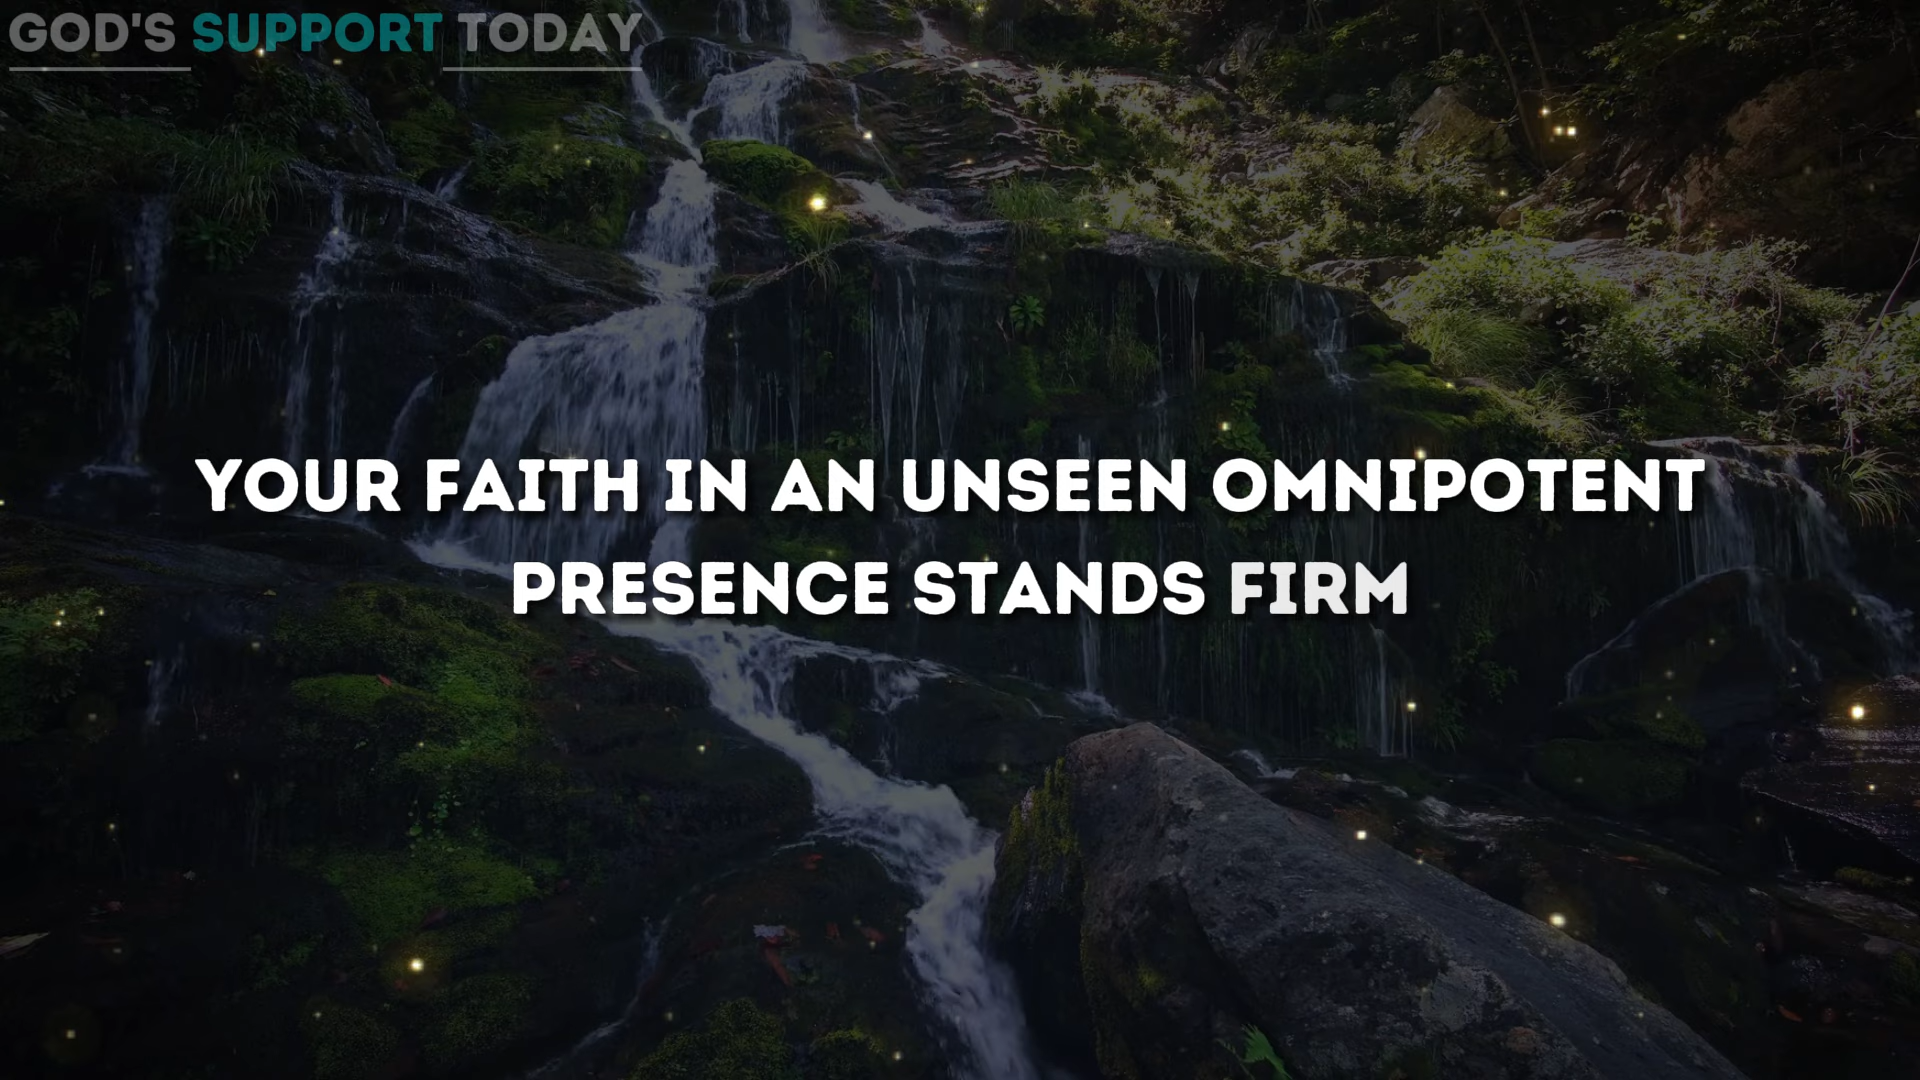 GOD'S SUPPORT TODAY
YOUR FAITH IN AN UNSEEN OMNIPOTENT
PRESENCE STANDS FIRM